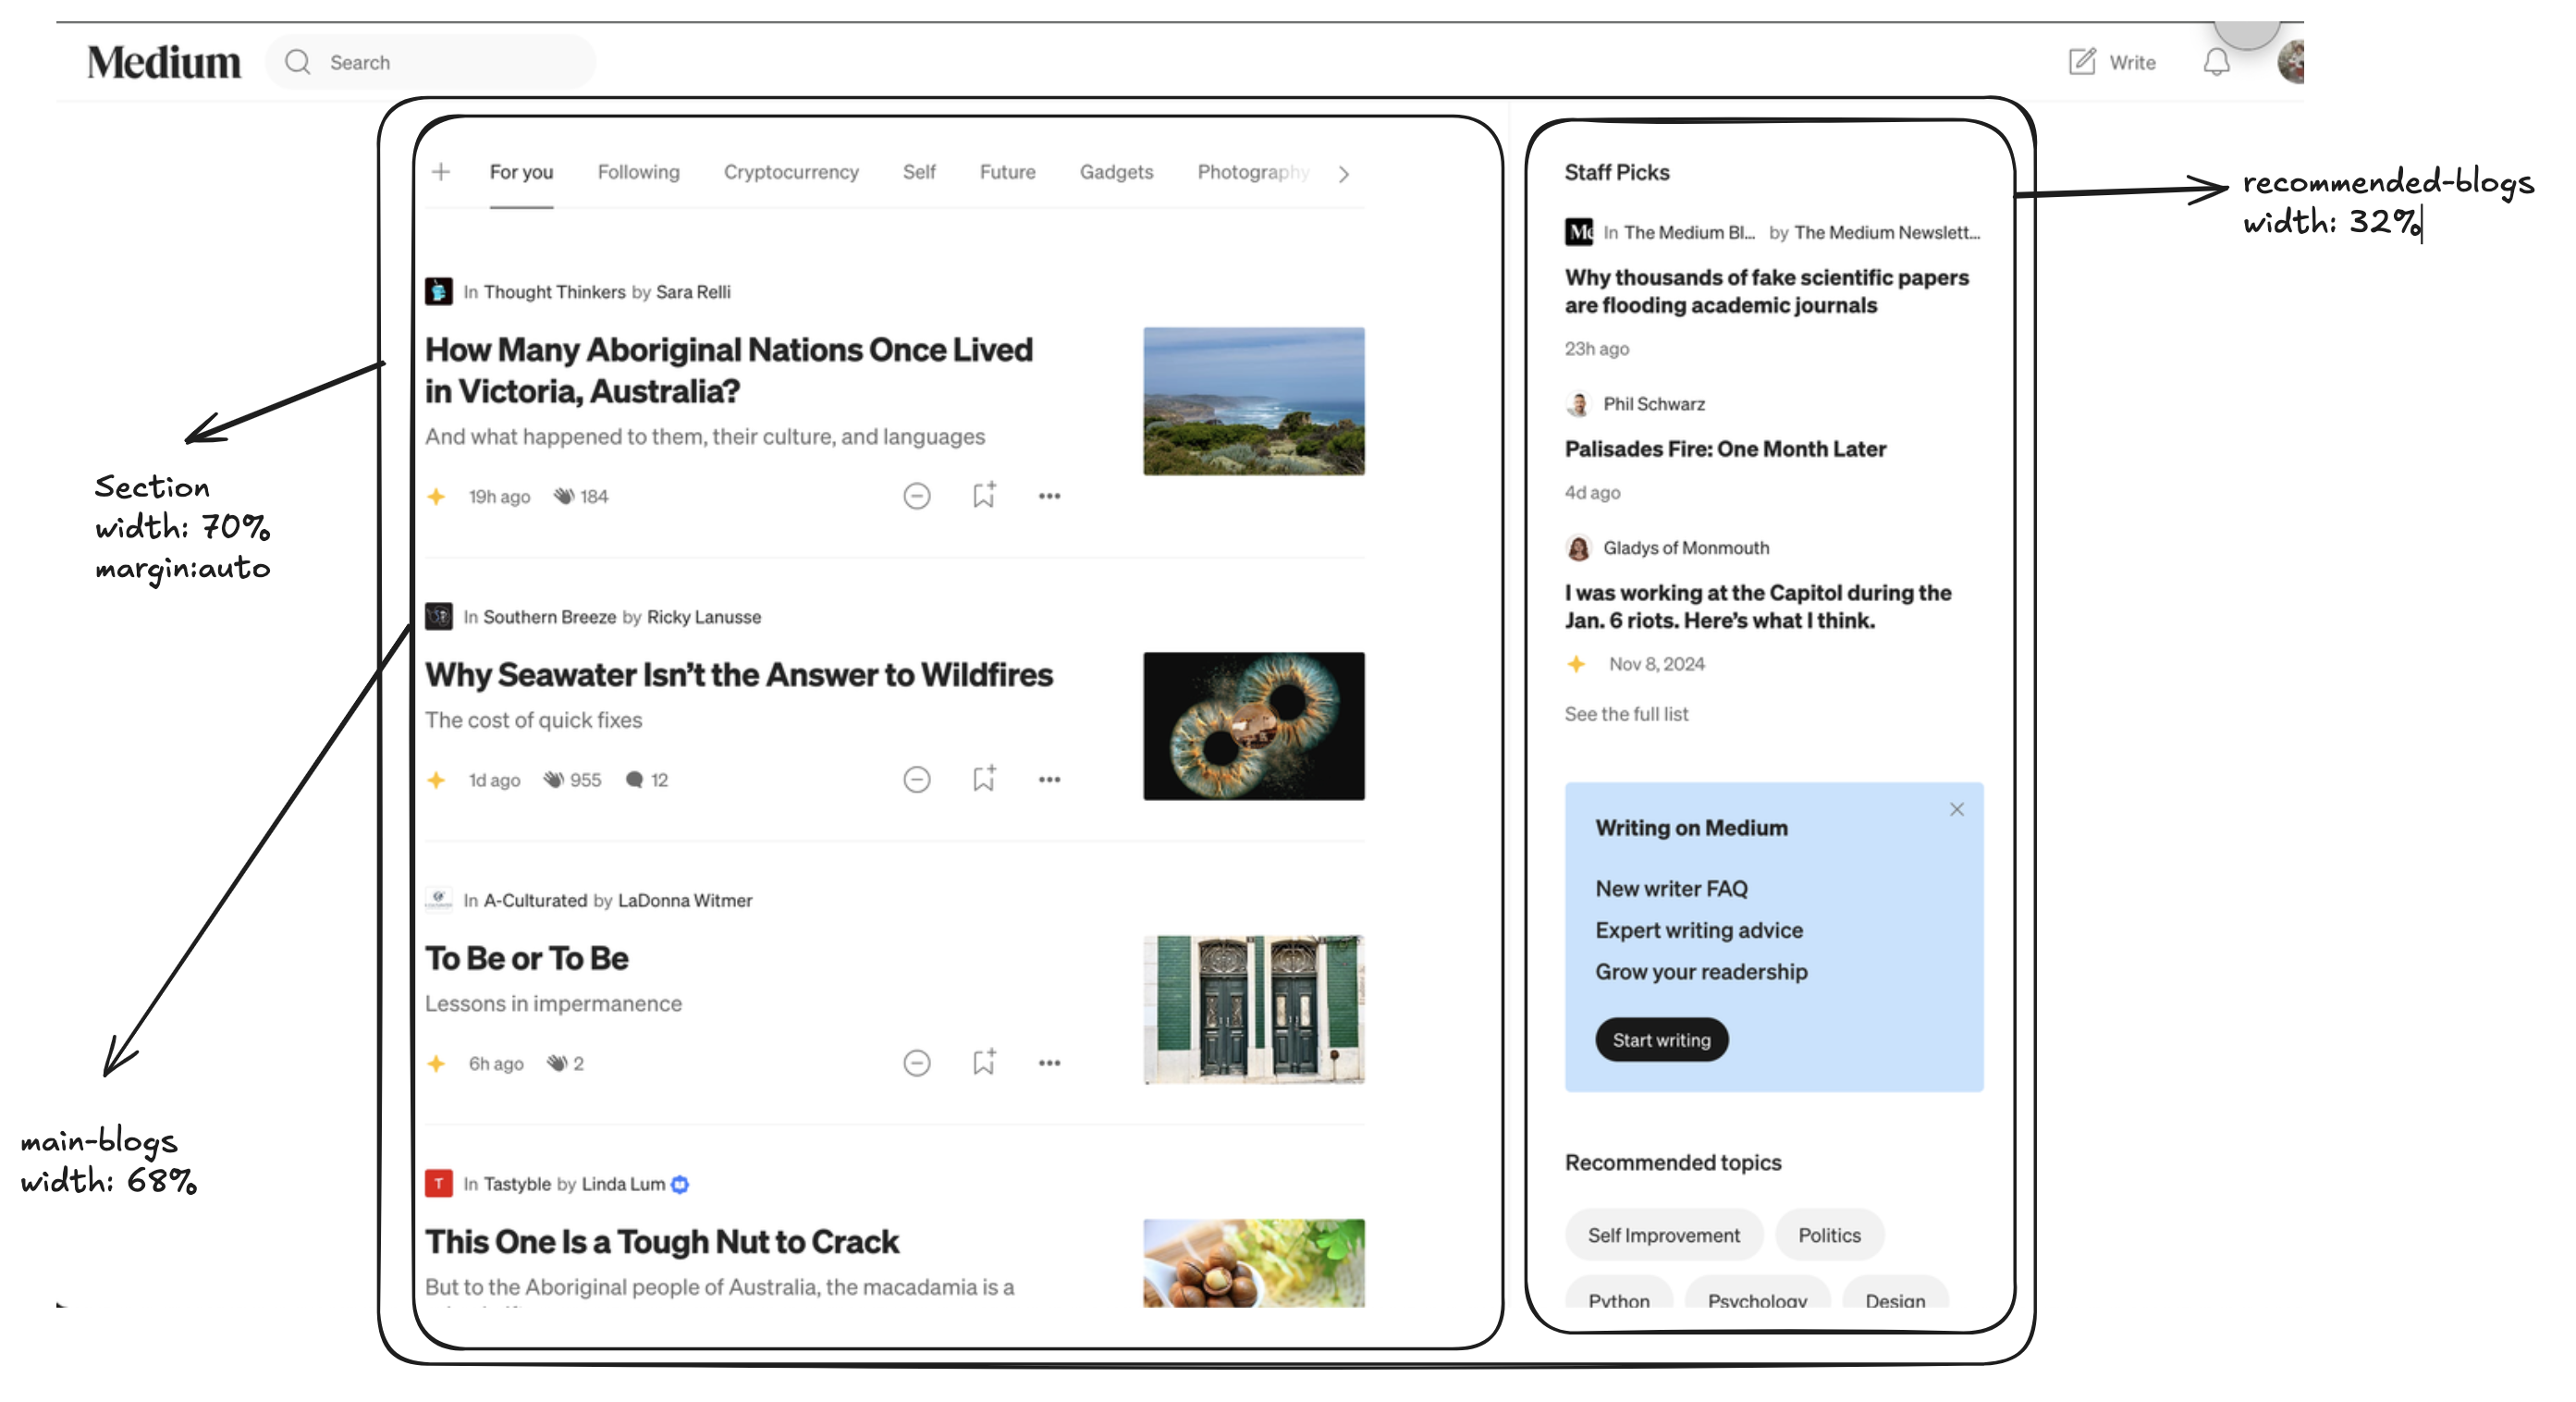 Medium
Search
Write
For you
Following
Cryptocurrency
Self
Future
Gadgets
Photography
In Thought Thinkers by Sara Relli
How Many Aboriginal Nations Once Lived
in Victoria, Australia?
And what happened to them, their culture, and languages
19h ago
184
In Southern Breeze by Ricky Lanusse
Why Seawater Isn't the Answer to Wildfires
The cost of quick fixes
1d ago
955
12
In A-Culturated by LaDonna Witmer
To Be or To Be
Lessons in impermanence
6h ago
2
T
In Tastyble by Linda Lum
This One Is a Tough Nut to Crack
But to the Aboriginal people of Australia, the macadamia is a
Staff Picks
In The Medium Bl... by The Medium Newslett...
Why thousands of fake scientific papers
are flooding academic journals
23h ago
Phil Schwarz
Palisades Fire: One Month Later
4d ago
Gladys of Monmouth
I was working at the Capitol during the
Jan. 6 riots. Here's what I think.
Nov 8, 2024
See the full list
Writing on Medium
New writer FAQ
Expert writing advice
Grow your readership
Start writing
Recommended topics
Self Improvement
Politics
Python
Psychology
Design
Section
width: 70%
margin:auto
main-blogs
width: 68%
recommended-blogs
width: 32%